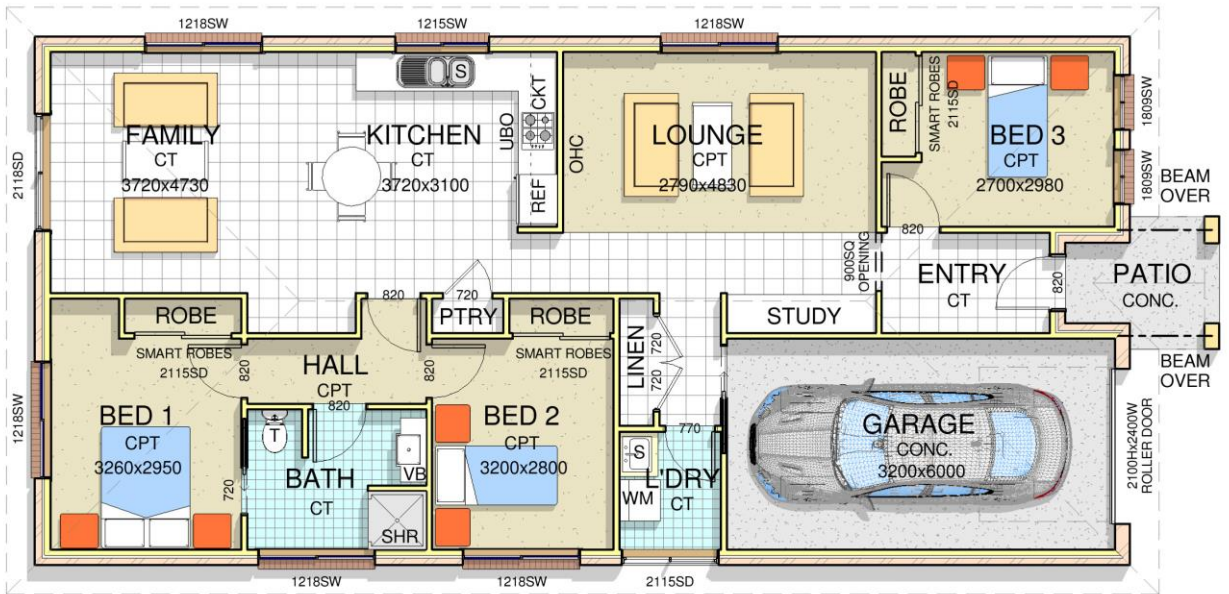 1218SW
1215SW
1218SW
2118SD
FAMILY
CT
3720x4730
KITCHEN
CT
3720x3100
S
CKT
UBO
REF
OHC
LOUNGE
CPT
2790x4830
ROBE
SMART ROBES
2115SD
BED 3
CPT
2700x2980
1809SW
1809SW
BEAM
OVER
820
900SQ
OPENING
ENTRY
CT
820
PATIO
CONC.
BEAM
OVER
820
720
PTRY
ROBE
SMART ROBES
2115SD
HALL
CPT
820
820
820
ROBE
SMART ROBES
2115SD
LINEN
720
720
STUDY
1218SW
BED 1
CPT
3260x2950
720
T
BATH
CT
VB
SHR
BED 2
CPT
3200x2800
770
S
WM
L'DRY
CT
GARAGE
CONC.
3200x6000
2100Hx2400W
ROLLER DOOR
1218SW
1218SW
2115SD